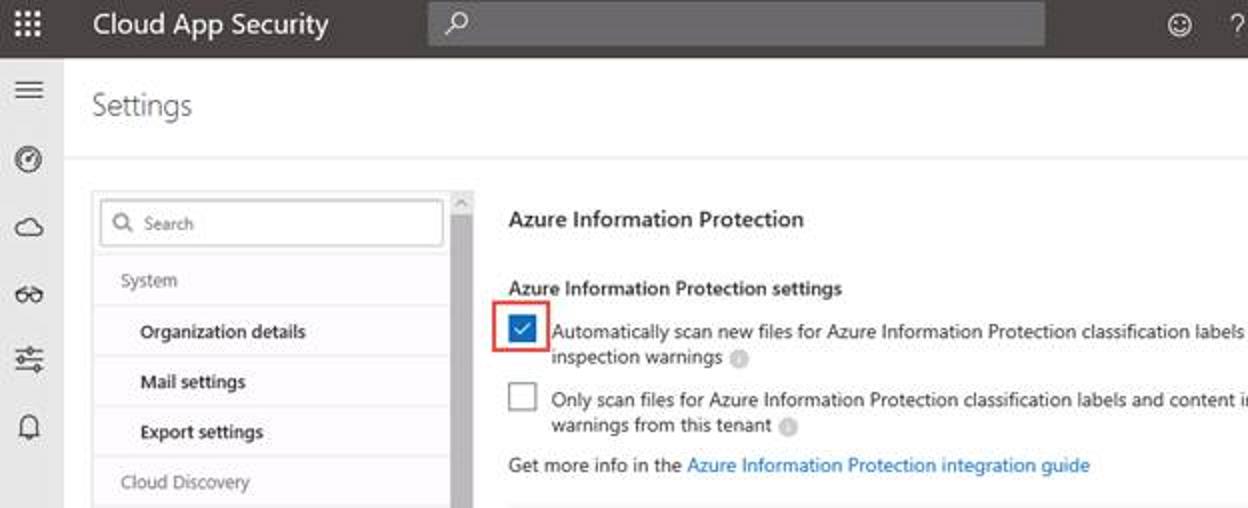 Cloud App Security
?
Settings
Search
System
Organization details
Mail settings
Export settings
Cloud Discovery
Azure Information Protection
Azure Information Protection settings
Automatically scan new files for Azure Information Protection classification labels
inspection warnings
Only scan files for Azure Information Protection classification labels and content
warnings from this tenant
Get more info in the Azure Information Protection integration guide